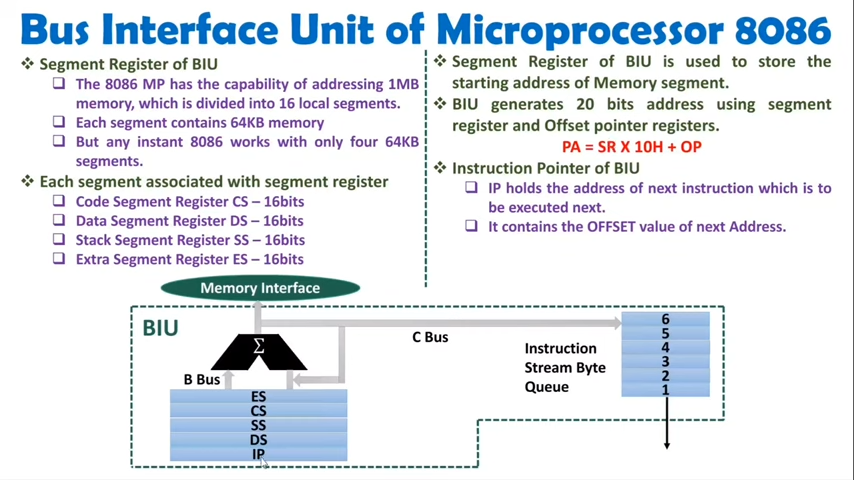 Bus Interface Unit of Microprocessor 8086
❖ Segment Register of BIU
❑ The 8086 MP has the capability of addressing 1MB
memory, which is divided into 16 local segments.
❑ Each segment contains 64KB memory
❑ But any instant 8086 works with only four 64KB
segments.
❖ Each segment associated with segment register
❑ Code Segment Register CS – 16bits
❑ Data Segment Register DS – 16bits
❑ Stack Segment Register SS – 16bits
❑ Extra Segment Register ES – 16bits
❖ Segment Register of BIU is used to store the
starting address of Memory segment.
❖ BIU generates 20 bits address using segment
register and Offset pointer registers.
PA = SR X 10H + OP
❖ Instruction Pointer of BIU
❑ IP holds the address of next instruction which is to
be executed next.
❑ It contains the OFFSET value of next Address.
Memory Interface
BIU
Σ
B Bus
C Bus
ES
CS
SS
DS
IP
Instruction
Stream Byte
Queue
6
5
4
3
2
1